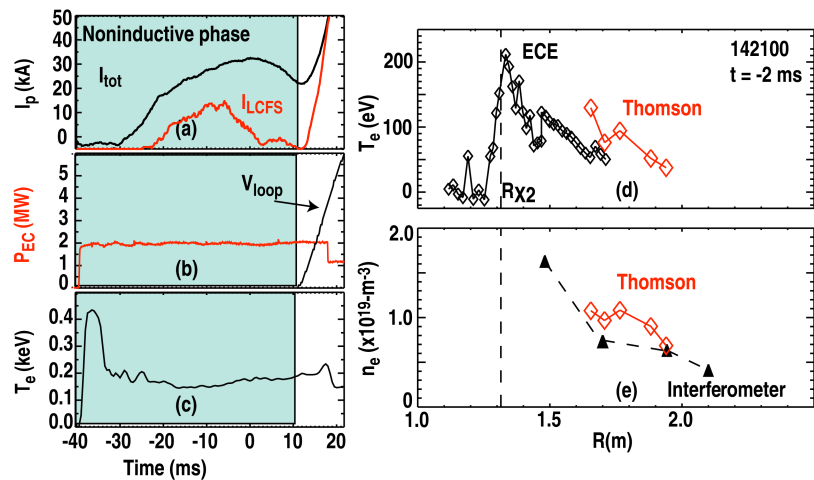 Noninductive phase
I_tot
I_LCFS
(a)
I_p (kA)
50
40
30
20
10
0
V_loop
(b)
P_EC (MW)
6
5
4
3
2
1
0
(c)
T_e (keV)
0.4
0.3
0.2
0.1
0.0
-40 -30 -20 -10 0 10 20
Time (ms)
ECE
142100
t = -2 ms
Thomson
R_X2
(d)
T_e (eV)
200
100
0
Thomson
Interferometer
(e)
n_e (x10^19-m^-3)
2.0
1.0
0
1.0 1.5 2.0
R(m)